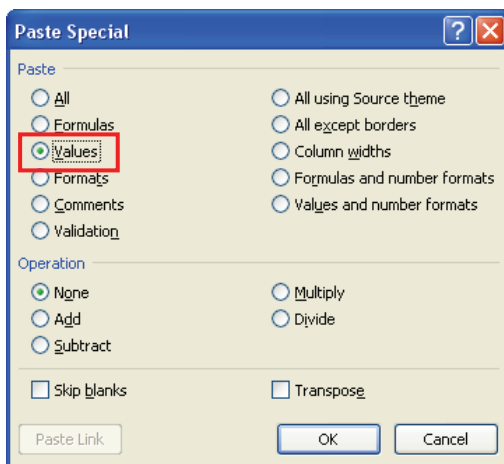 Paste Special
Paste
All
All using Source theme
Formulas
All except borders
Values
Column widths
Formats
Formulas and number formats
Comments
Values and number formats
Validation
Operation
None
Multiply
Add
Divide
Subtract
Skip blanks
Transpose
Paste Link
OK
Cancel